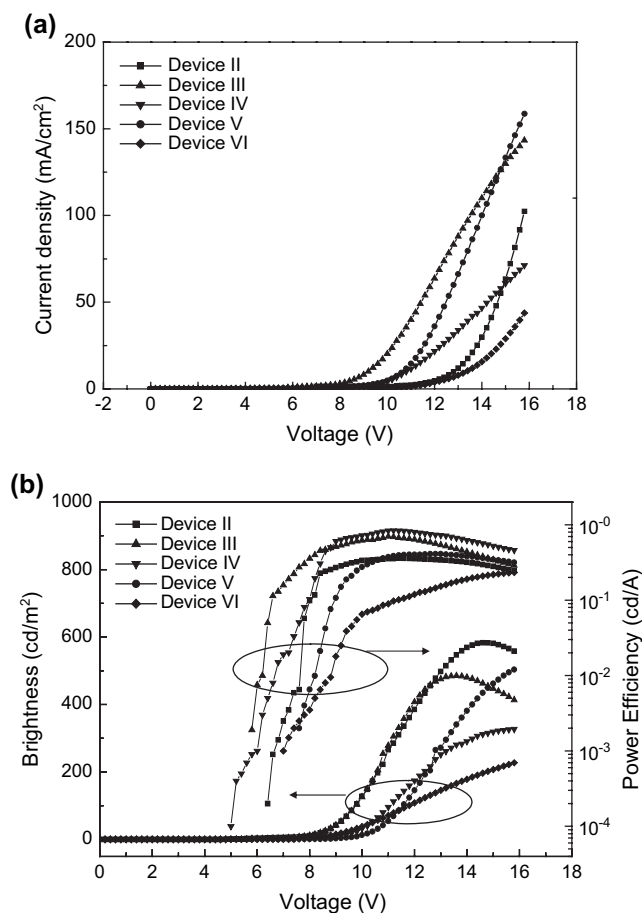 (a)
200
150
100
50
0
Current density (mA/cm²)
Device II
Device III
Device IV
Device V
Device VI
-2 0 2 4 6 8 10 12 14 16 18
Voltage (V)
(b)
1000
800
600
400
200
0
Brightness (cd/m²)
Device II
Device III
Device IV
Device V
Device VI
10⁻⁰
10⁻¹
10⁻²
10⁻³
10⁻⁴
Power Efficiency (cd/A)
0 2 4 6 8 10 12 14 16 18
Voltage (V)